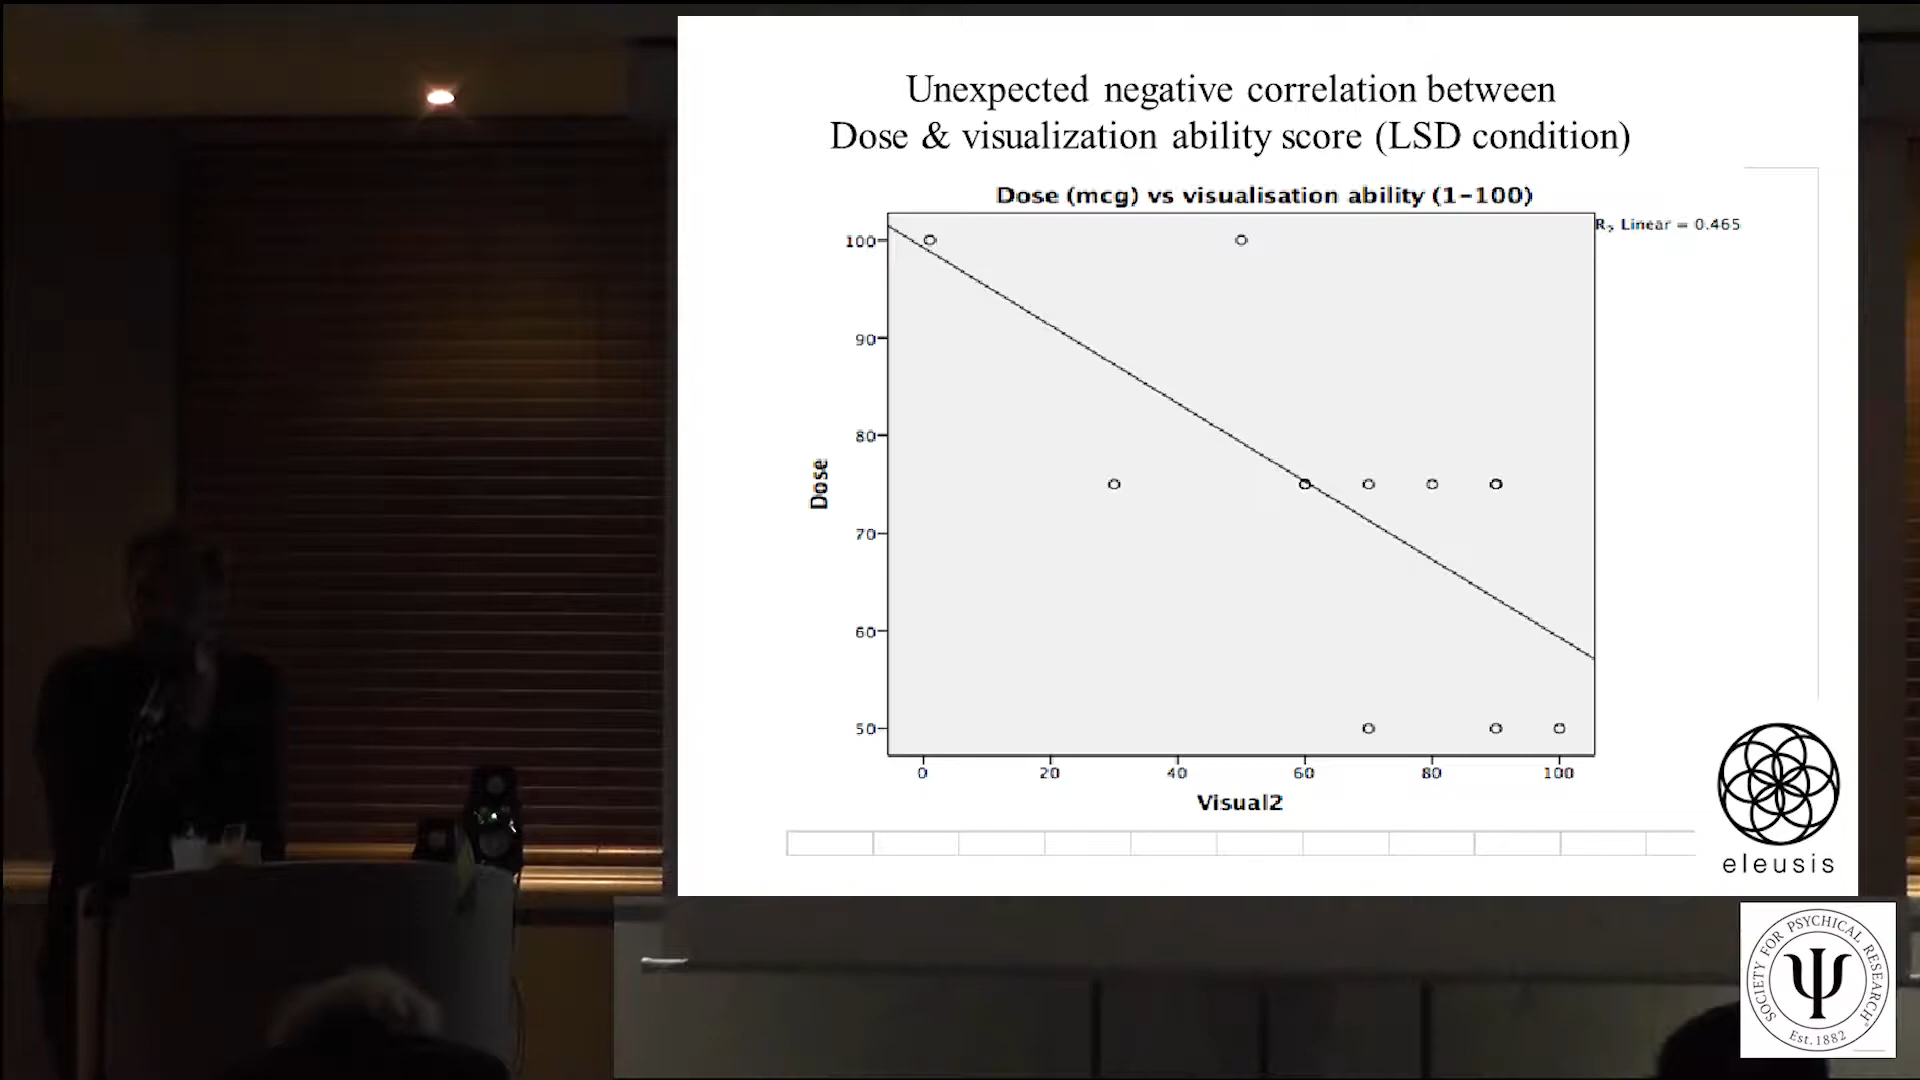 Unexpected negative correlation between
Dose & visualization ability score (LSD condition)
Dose (mcg) vs visualisation ability (1-100)
R₂ Linear = 0.465
100
90
80
70
60
50
Dose
0 20 40 60 80 100
Visual2
eleusis
SOCIETY FOR PSYCHICAL RESEARCH
Ψ
Est. 1882